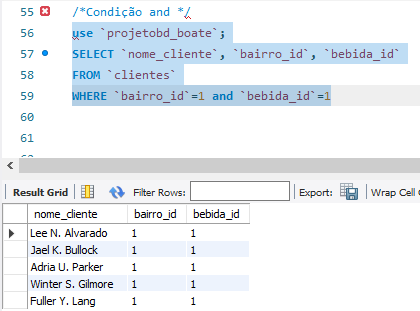 55 /*Condição and */
56 use `projetobd_boate`;
57 SELECT `nome_cliente`, `bairro_id`, `bebida_id`
58 FROM `clientes`
59 WHERE `bairro_id`=1 and `bebida_id`=1
60
61
62
Result Grid Filter Rows: Export: Wrap Cell C
nome_cliente bairro_id bebida_id
Lee N. Alvarado 1 1
Jael K. Bullock 1 1
Adria U. Parker 1 1
Winter S. Gilmore 1 1
Fuller Y. Lang 1 1